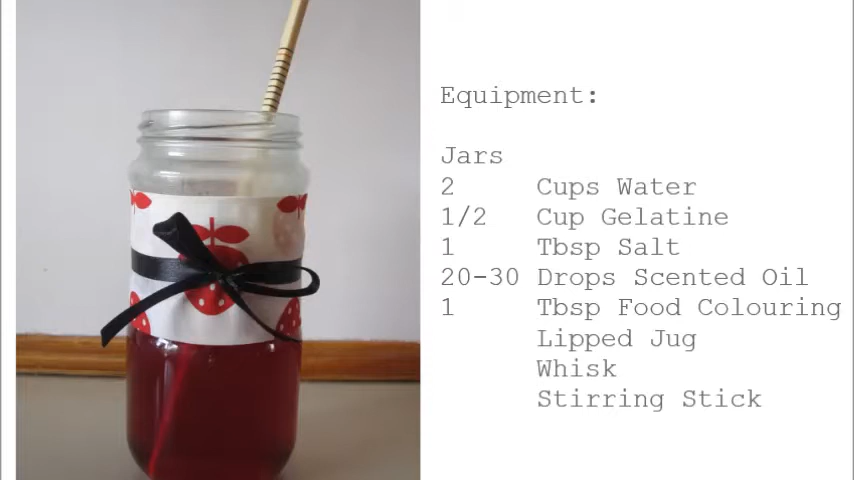 Equipment:
Jars
2 Cups Water
1/2 Cup Gelatine
1 Tbsp Salt
20-30 Drops Scented Oil
1 Tbsp Food Colouring
Lipped Jug
Whisk
Stirring Stick